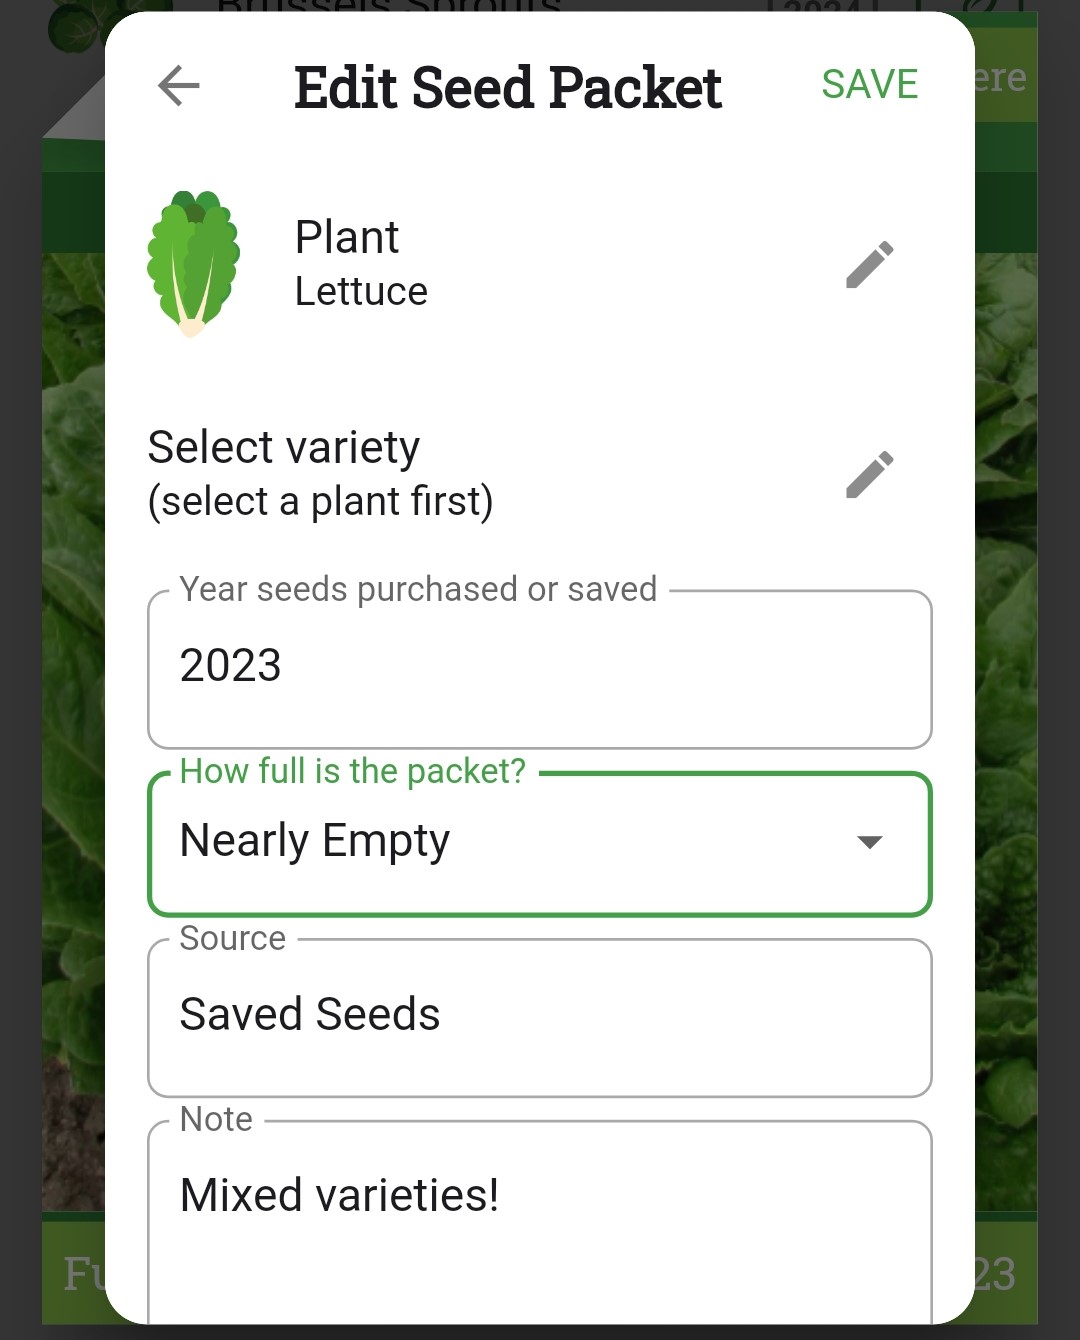 Brussels Sprouts
2024
ere
Edit Seed Packet
SAVE
Plant
Lettuce
Select variety
(select a plant first)
Year seeds purchased or saved
2023
How full is the packet?
Nearly Empty
Source
Saved Seeds
Note
Mixed varieties!
Fu
23